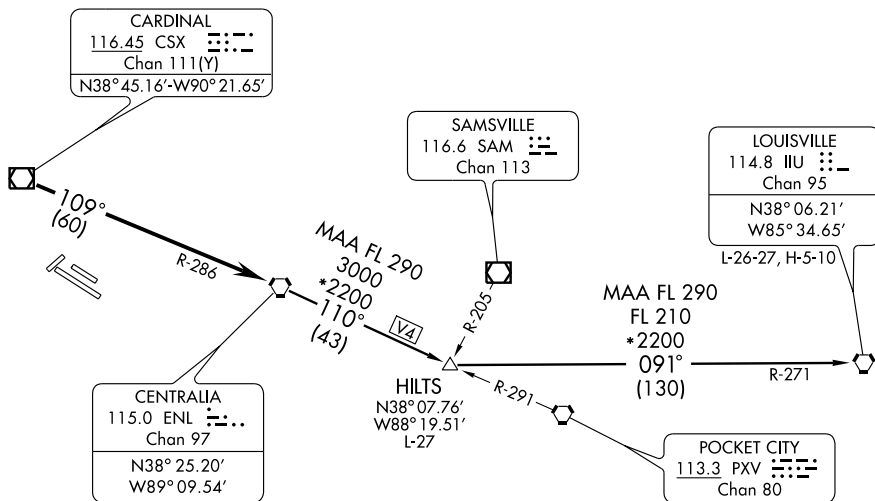 CARDINAL
116.45 CSX
Chan 111(Y)
N38° 45.16′-W90° 21.65′
109°
(60)
R-286
SAMSVILLE
116.6 SAM
Chan 113
LOUISVILLE
114.8 IIU
Chan 95
N38° 06.21′
W85° 34.65′
L-26-27, H-5-10
MAA FL 290
3000
*2200
110°
(43)
V4
R-205
MAA FL 290
FL 210
*2200
091°
(130)
R-271
HILTS
N38° 07.76′
W88° 19.51′
L-27
R-291
CENTRALIA
115.0 ENL
Chan 97
N38° 25.20′
W89° 09.54′
POCKET CITY
113.3 PXV
Chan 80